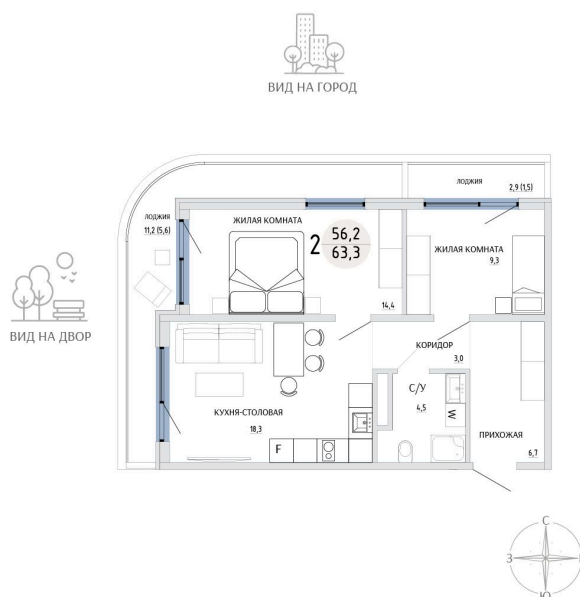 ВИД НА ГОРОД
ЛОДЖИЯ
2,9 (1,5)
ЛОДЖИЯ
11,2 (5,6)
ЖИЛАЯ КОМНАТА
2
56,2
63,3
14,4
ЖИЛАЯ КОМНАТА
9,3
ВИД НА ДВОР
КОРИДОР
3,0
С/У
4,5
W
КУХНЯ-СТОЛОВАЯ
18,3
F
ПРИХОЖАЯ
6,7
С
З